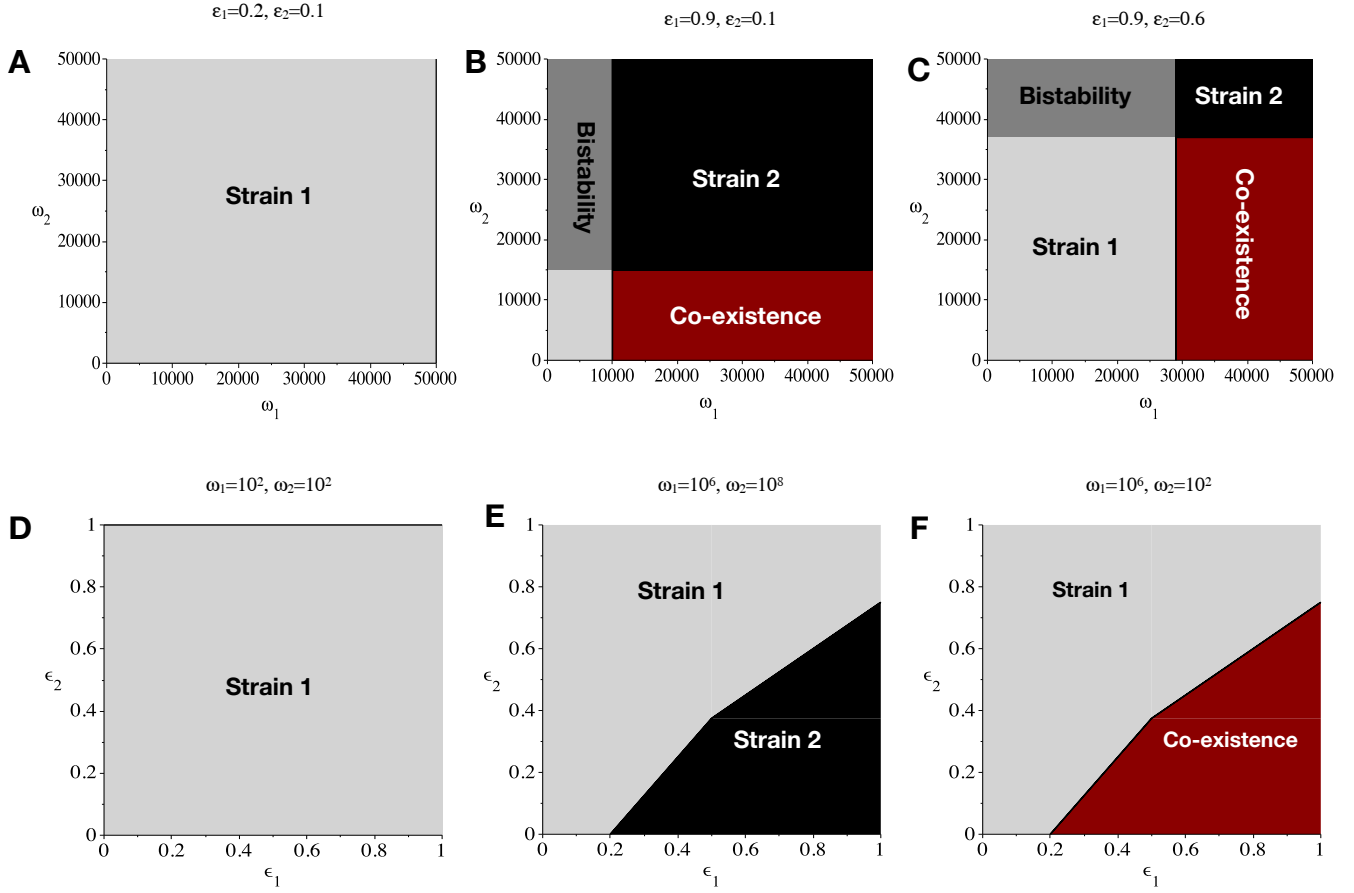 ε₁=0.2, ε₂=0.1
ε₁=0.9, ε₂=0.1
ε₁=0.9, ε₂=0.6
A
50000
40000
30000
20000
10000
0
ω₂
Strain 1
0 10000 20000 30000 40000 50000
ω₁
B
50000
40000
30000
20000
10000
0
ω₂
Bistability
Strain 2
Co-existence
0 10000 20000 30000 40000 50000
ω₁
C
50000
40000
30000
20000
10000
0
ω₂
Bistability
Strain 2
Strain 1
Co-existence
0 10000 20000 30000 40000 50000
ω₁
ω₁=10², ω₂=10²
ω₁=10⁶, ω₂=10⁸
ω₁=10⁶, ω₂=10²
D
1
0.8
0.6
0.4
0.2
0
ϵ₂
Strain 1
0 0.2 0.4 0.6 0.8 1
ϵ₁
E
1
0.8
0.6
0.4
0.2
0
ϵ₂
Strain 1
Strain 2
0 0.2 0.4 0.6 0.8 1
ϵ₁
F
1
0.8
0.6
0.4
0.2
0
ϵ₂
Strain 1
Co-existence
0 0.2 0.4 0.6 0.8 1
ϵ₁